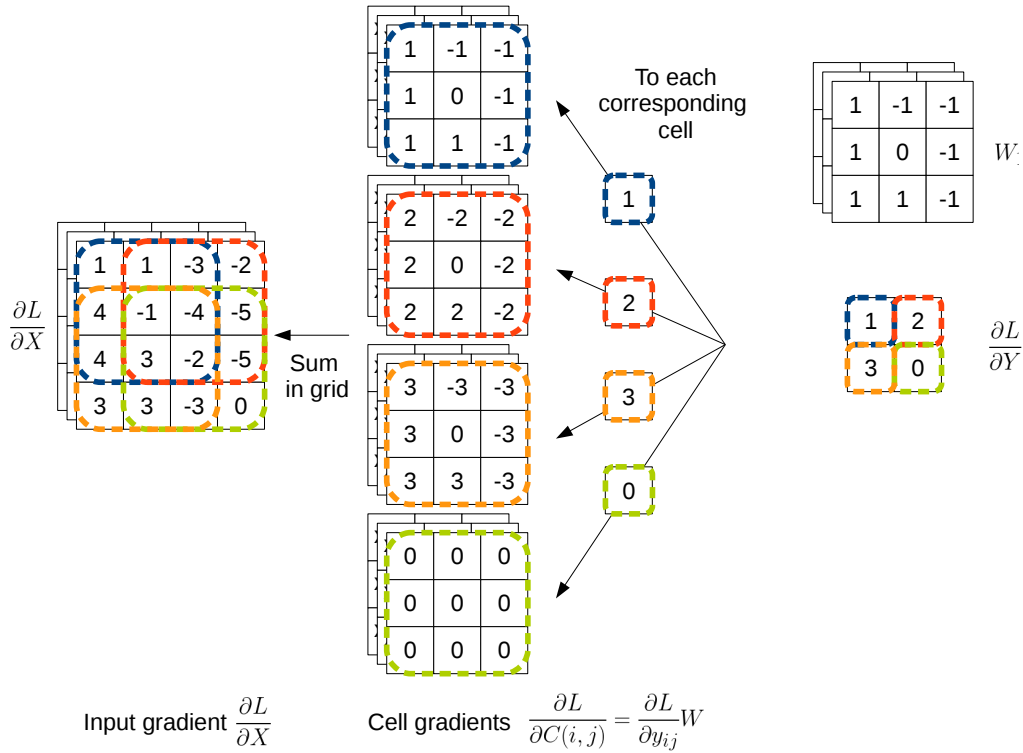 1 -1 -1
1 0 -1
1 1 -1
To each
corresponding
cell
1 -1 -1
1 0 -1
1 1 -1
W
2 -2 -2
2 0 -2
2 2 -2
1
2
3
0
∂L
∂X
1 1 -3 -2
4 -1 -4 -5
4 3 -2 -5
3 3 -3 0
Sum
in grid
1 2
3 0
∂L
∂Y
3 -3 -3
3 0 -3
3 3 -3
0 0 0
0 0 0
0 0 0
Input gradient ∂L/∂X
Cell gradients ∂L/∂C(i, j) = ∂L/∂y_ij W